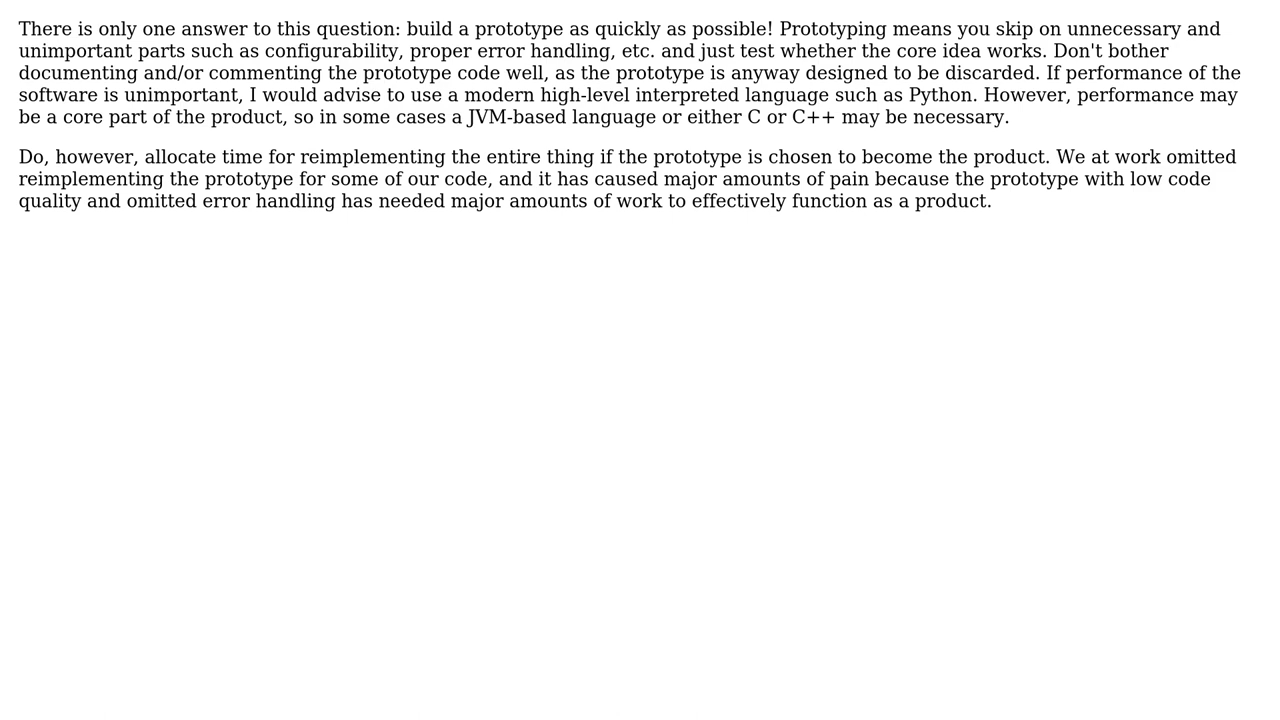 There is only one answer to this question: build a prototype as quickly as possible! Prototyping means you skip on unnecessary and
unimportant parts such as configurability, proper error handling, etc. and just test whether the core idea works. Don't bother
documenting and/or commenting the prototype code well, as the prototype is anyway designed to be discarded. If performance of the
software is unimportant, I would advise to use a modern high-level interpreted language such as Python. However, performance may
be a core part of the product, so in some cases a JVM-based language or either C or C++ may be necessary.
Do, however, allocate time for reimplementing the entire thing if the prototype is chosen to become the product. We at work omitted
reimplementing the prototype for some of our code, and it has caused major amounts of pain because the prototype with low code
quality and omitted error handling has needed major amounts of work to effectively function as a product.